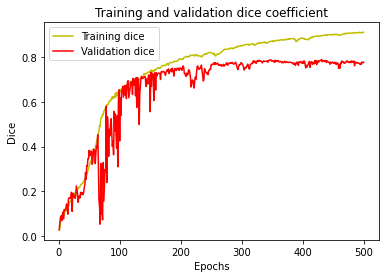 Training and validation dice coefficient
Training dice
Validation dice
0.8
0.6
0.4
0.2
0.0
Dice
0
100
200
300
400
500
Epochs